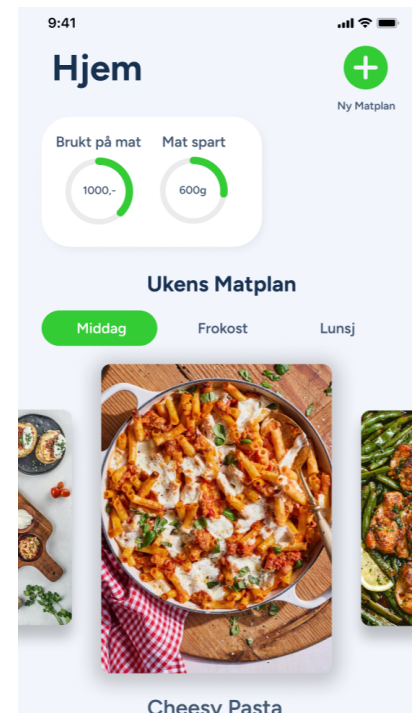 9:41
Hjem
Ny Matplan
Brukt på mat Mat spart
1000,- 600g
Ukens Matplan
Middag Frokost Lunsj
Cheesy Pasta